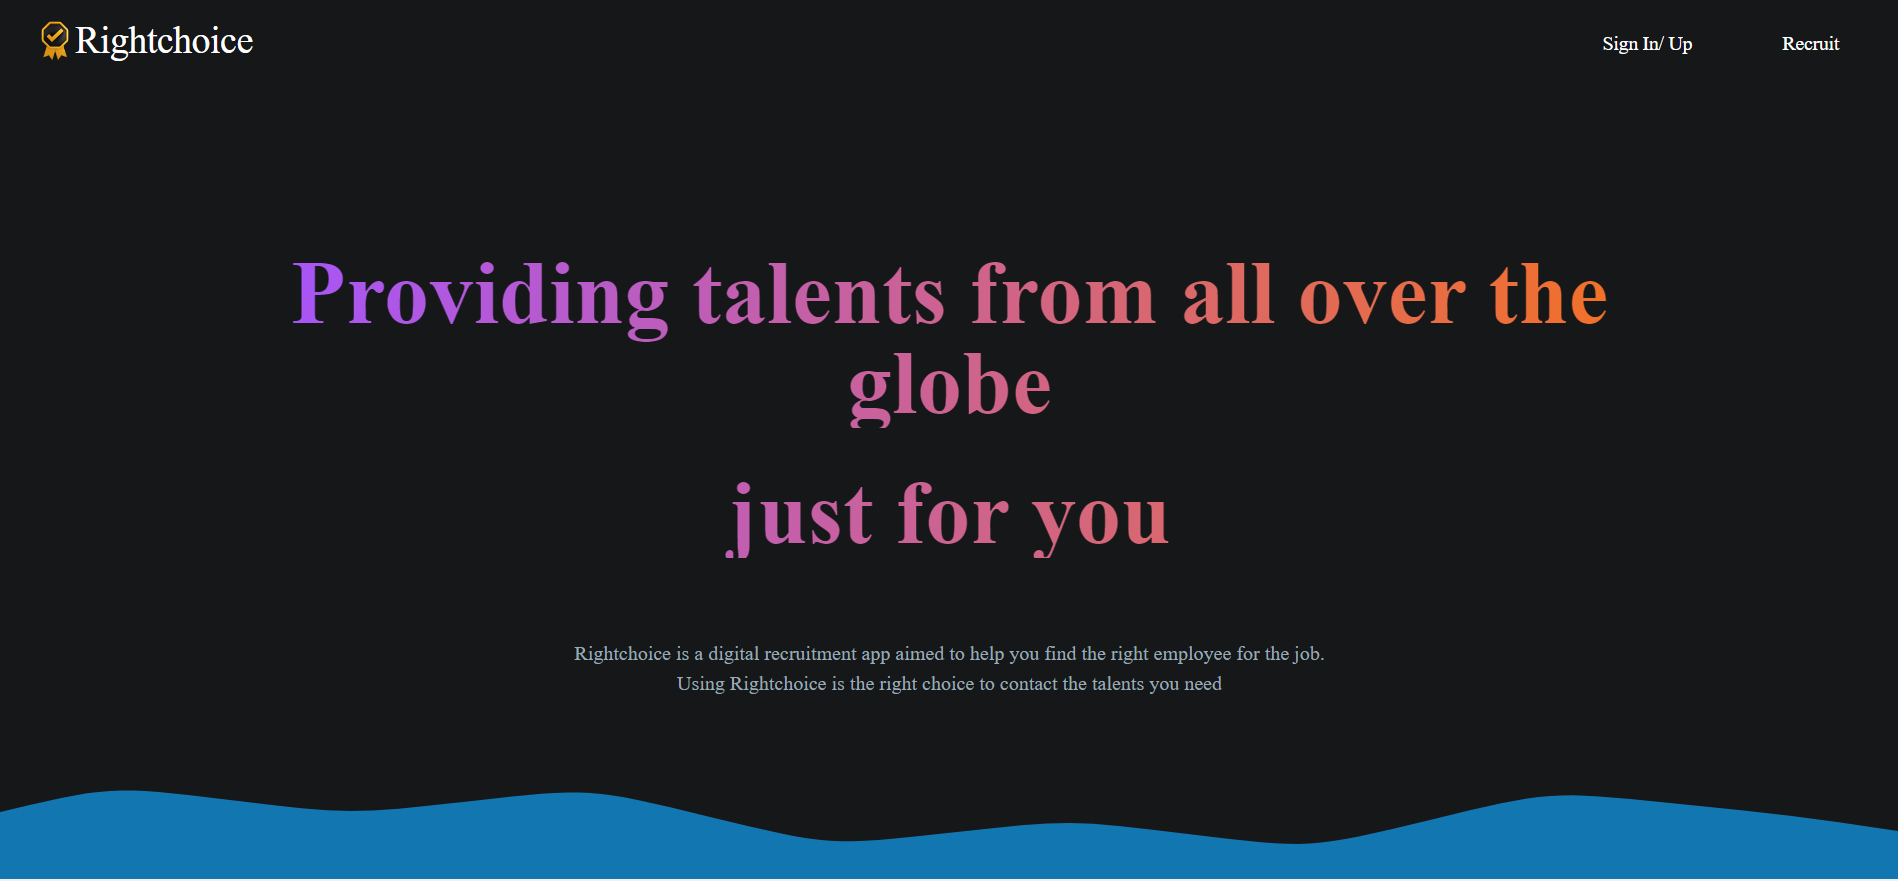 Rightchoice
Sign In/ Up
Recruit
Providing talents from all over the
globe
just for you
Rightchoice is a digital recruitment app aimed to help you find the right employee for the job.
Using Rightchoice is the right choice to contact the talents you need